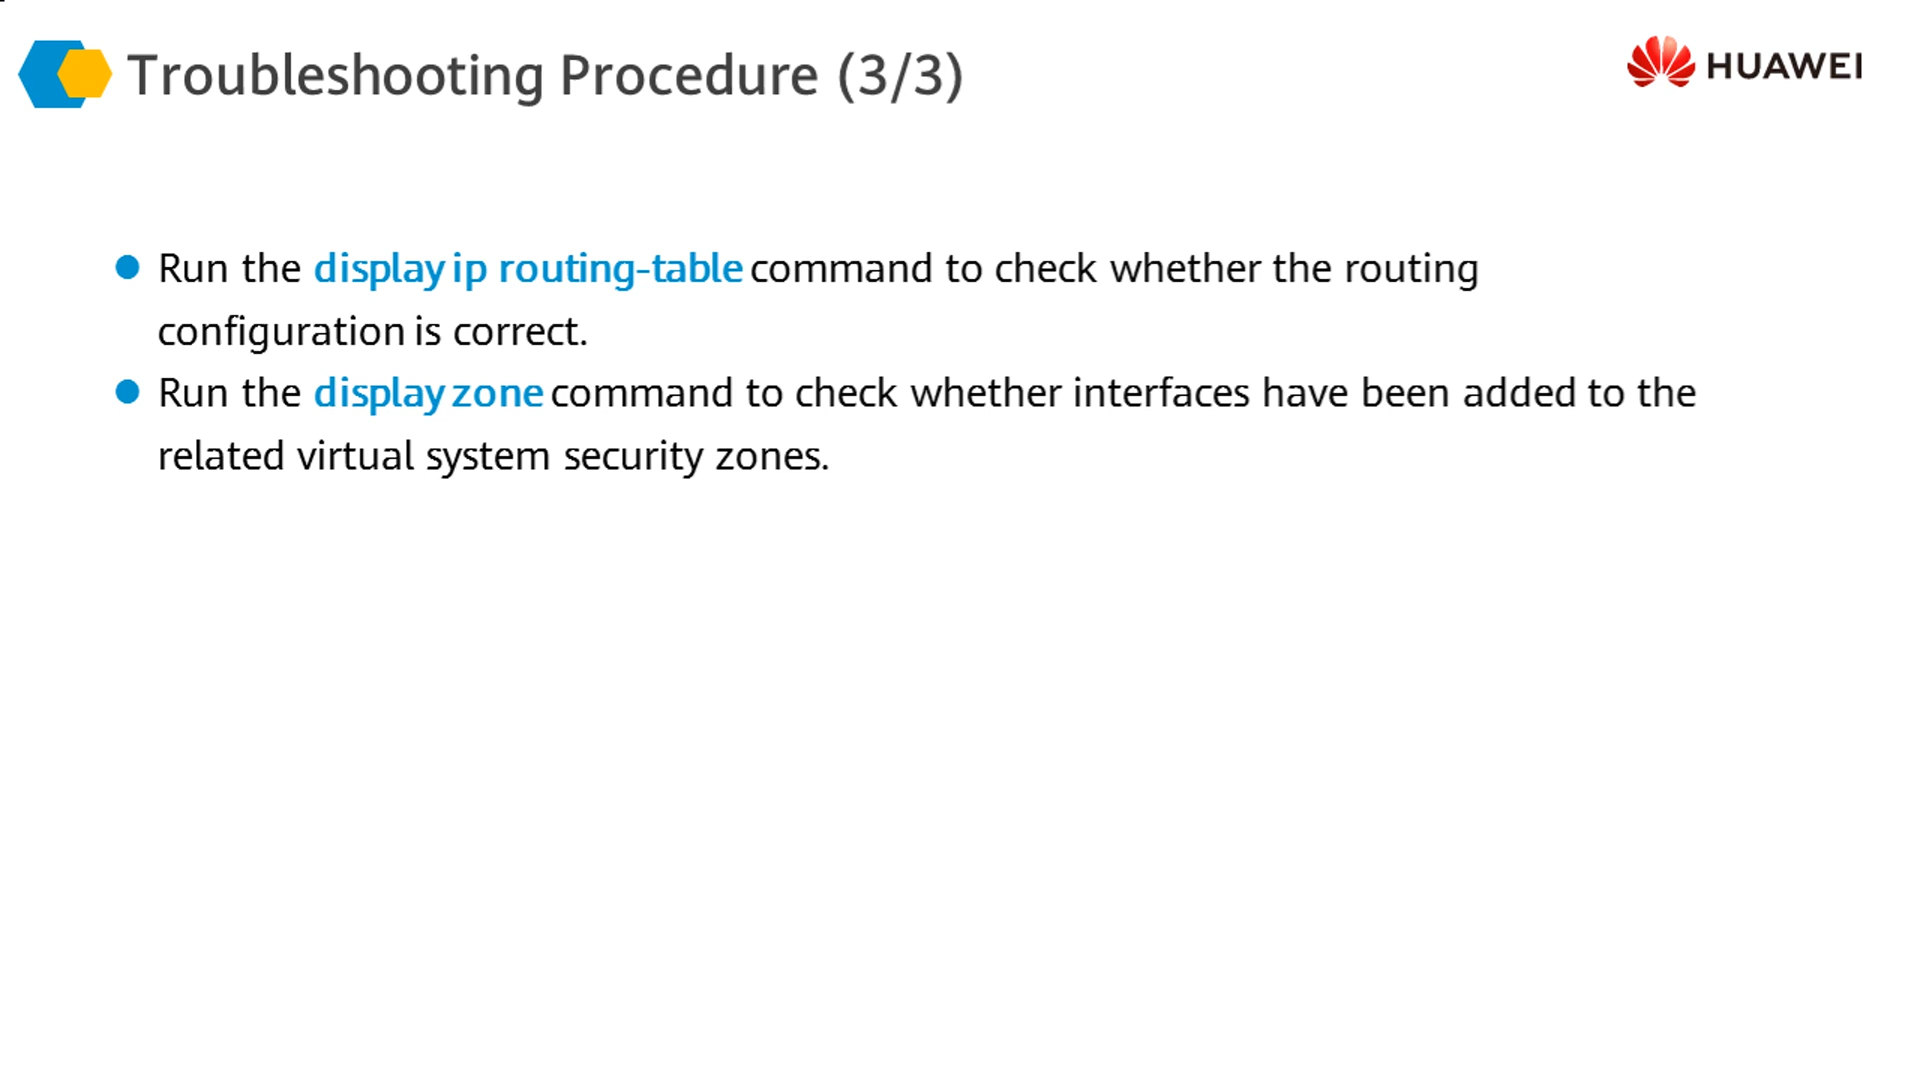 Troubleshooting Procedure (3/3)
HUAWEI
Run the display ip routing-table command to check whether the routing
configuration is correct.
Run the display zone command to check whether interfaces have been added to the
related virtual system security zones.